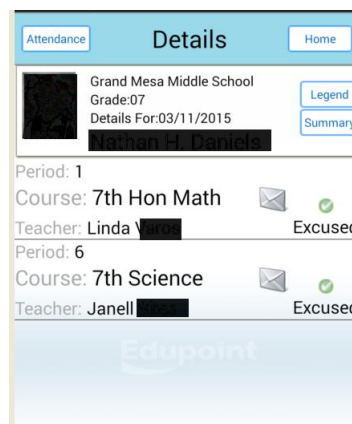 Attendance
Details
Home
Grand Mesa Middle School
Grade:07
Details For:03/11/2015
Legend
Summary
Period: 1
Course: 7th Hon Math
Teacher: Linda
Excused
Period: 6
Course: 7th Science
Teacher: Janell
Excused
Edupoint